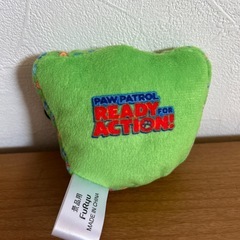 PAW PATROL
READY FOR
ACTION!
景品用
FuRyu
MADE IN CHINA